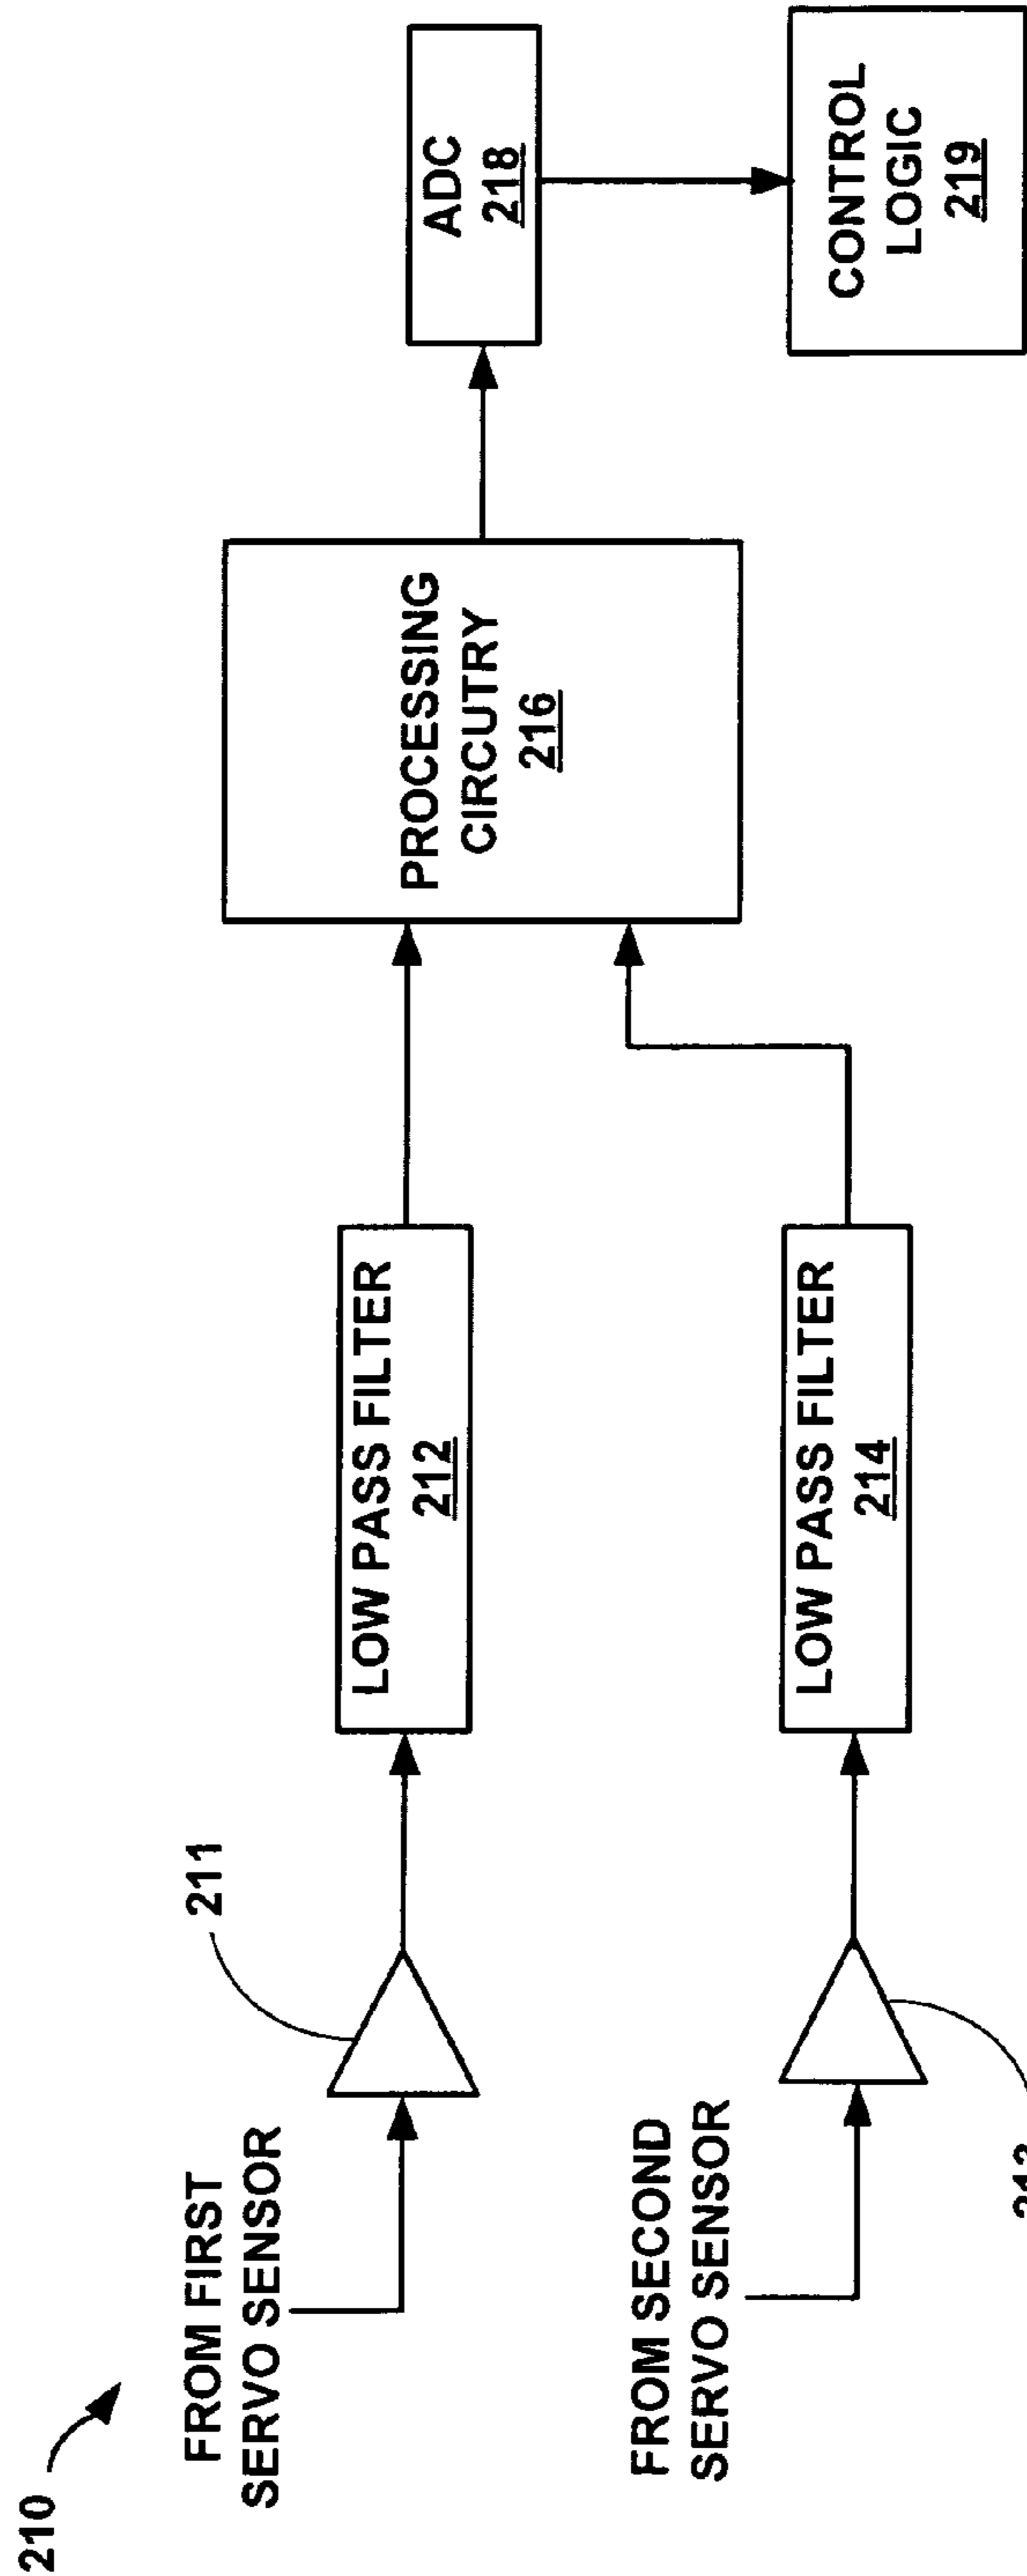 210
FROM FIRST
SERVO SENSOR
211
LOW PASS FILTER
212
FROM SECOND
SERVO SENSOR
LOW PASS FILTER
214
PROCESSING
CIRCUTRY
216
ADC
218
CONTROL
LOGIC
219